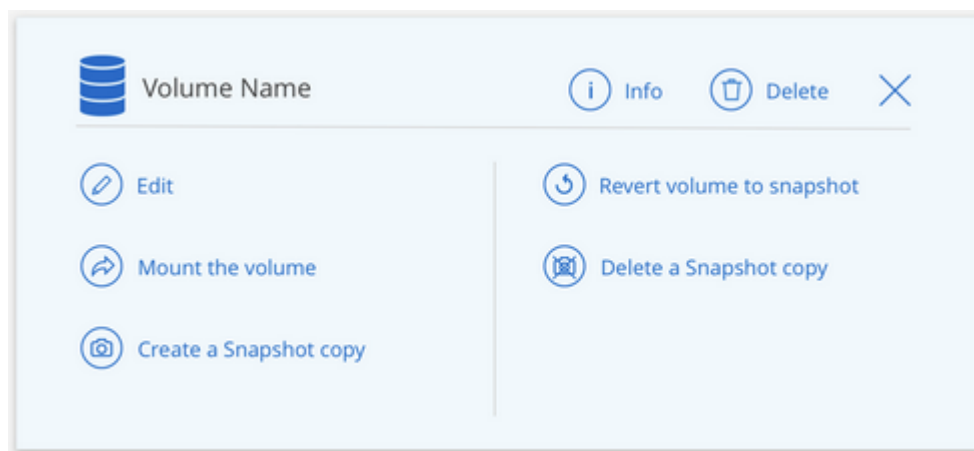 Volume Name
Info
Delete
Edit
Mount the volume
Create a Snapshot copy
Revert volume to snapshot
Delete a Snapshot copy